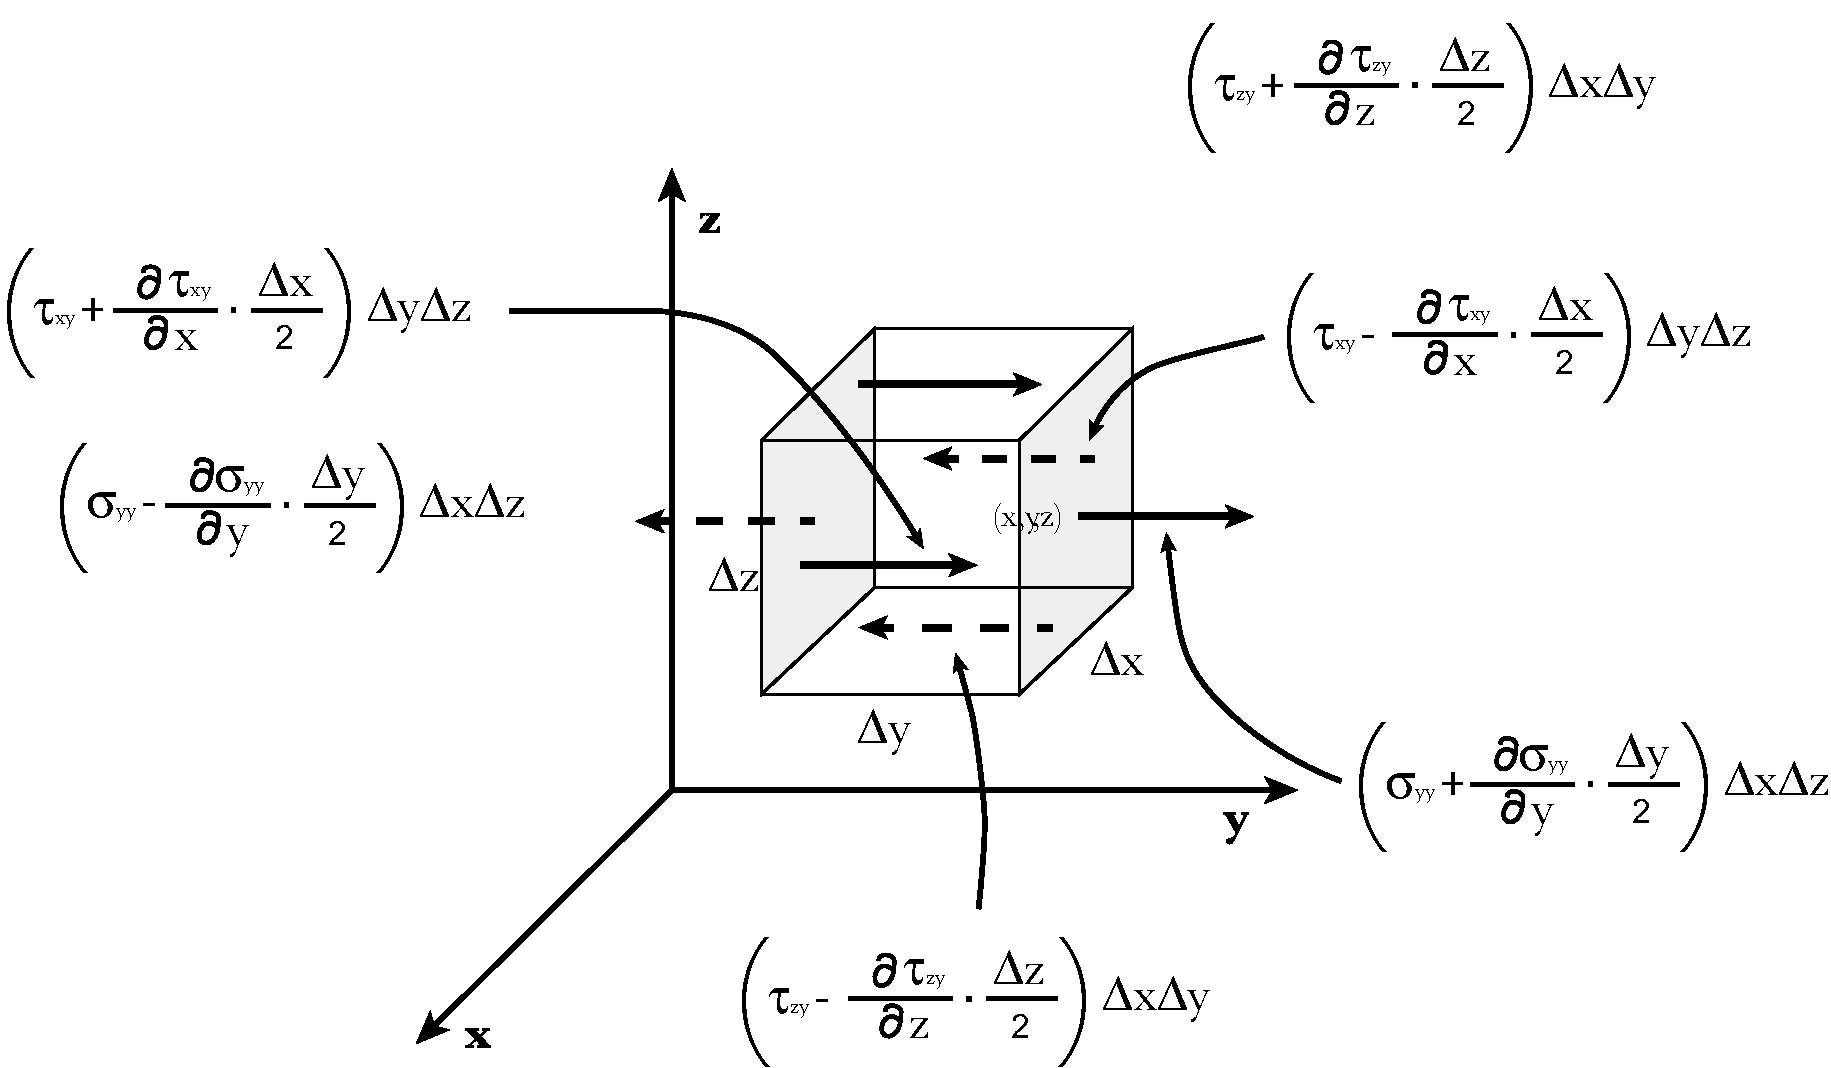 (τzy + ∂τzy/∂z · Δz/2) ΔxΔy
z
(τxy + ∂τxy/∂x · Δx/2) ΔyΔz
(τxy - ∂τxy/∂x · Δx/2) ΔyΔz
(σyy - ∂σyy/∂y · Δy/2) ΔxΔz
(x,y,z)
Δz
Δx
Δy
(σyy + ∂σyy/∂y · Δy/2) ΔxΔz
y
(τzy - ∂τzy/∂z · Δz/2) ΔxΔy
x